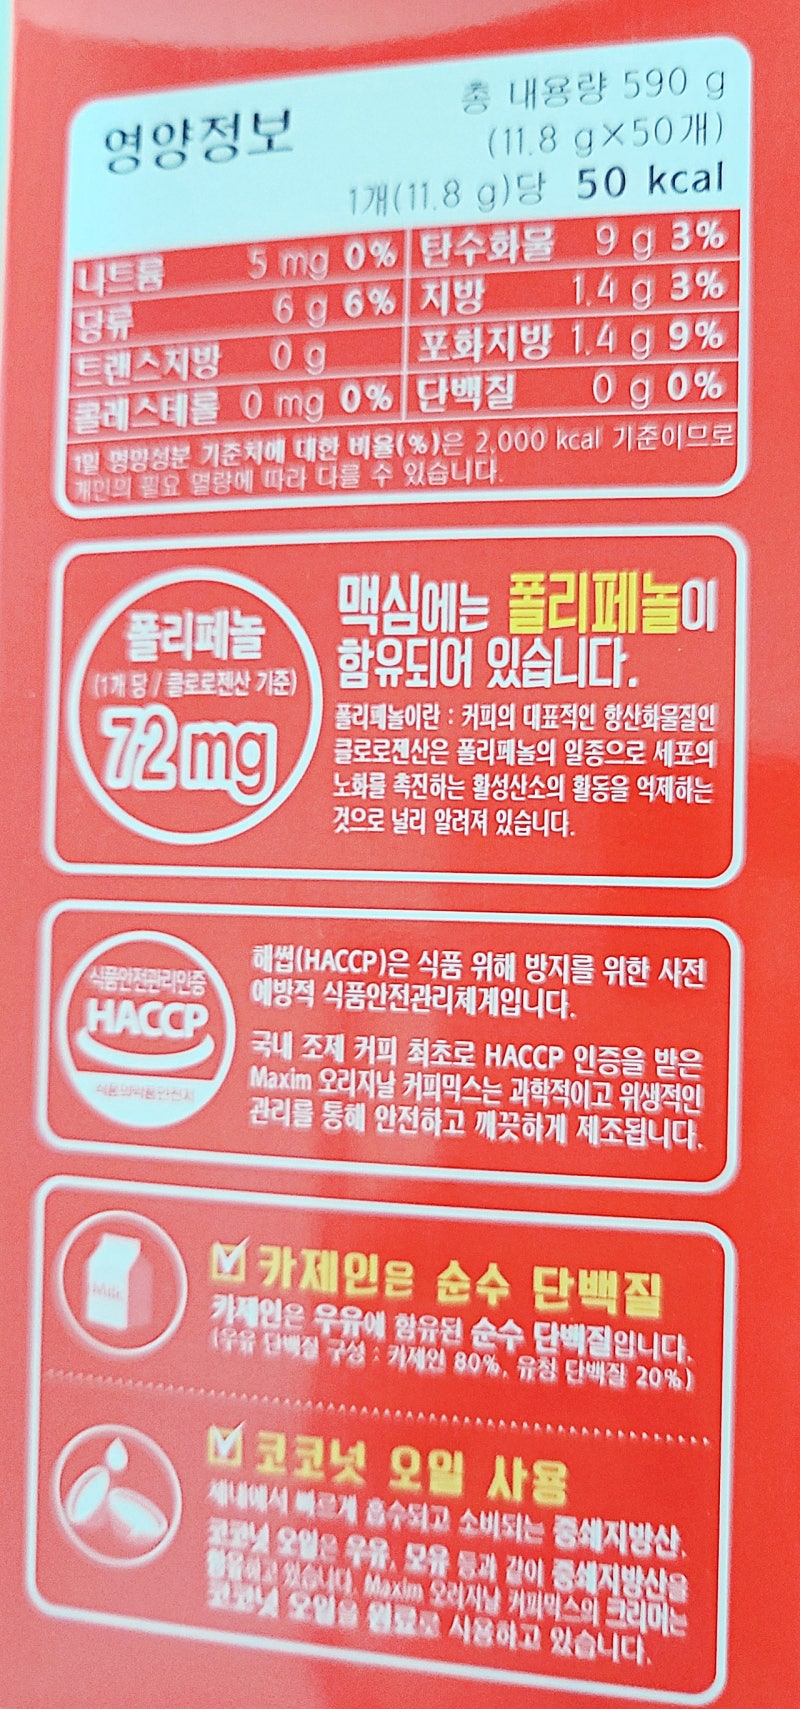 영양정보
총 내용량 590 g
(11.8 g×50개)
1개(11.8 g)당 50 kcal
나트륨 5 mg 0% 탄수화물 9 g 3%
당류 6 g 6% 지방 1.4 g 3%
트랜스지방 0 g 포화지방 1.4 g 9%
콜레스테롤 0 mg 0% 단백질 0 g 0%
1일 영양성분 기준치에 대한 비율(%)은 2,000 kcal 기준이므로
개인의 필요 열량에 따라 다를 수 있습니다.
폴리페놀
(1개 당 / 클로로젠산 기준)
72mg
맥심에는 폴리페놀이
함유되어 있습니다.
폴리페놀이란 : 커피의 대표적인 항산화물질인
클로로젠산은 폴리페놀의 일종으로 세포의
노화를 촉진하는 활성산소의 활동을 억제하는
것으로 널리 알려져 있습니다.
식품안전관리인증
HACCP
식품의약품안전처
해썹(HACCP)은 식품 위해 방지를 위한 사전
예방적 식품안전관리체계입니다.
국내 조제 커피 최초로 HACCP 인증을 받은
Maxim 오리지날 커피믹스는 과학적이고 위생적인
관리를 통해 안전하고 깨끗하게 제조됩니다.
Milk
카제인은 순수 단백질
카제인은 우유에 함유된 순수 단백질입니다.
(우유 단백질 구성 : 카제인 80%, 유청 단백질 20%)
코코넛 오일 사용
체내에서 빠르게 흡수되고 소비되는 중쇄지방산.
코코넛 오일은 우유, 모유 등과 같이 중쇄지방산을
함유하고 있습니다. Maxim 오리지날 커피믹스의 크리머는
코코넛 오일을 원료로 사용하고 있습니다.